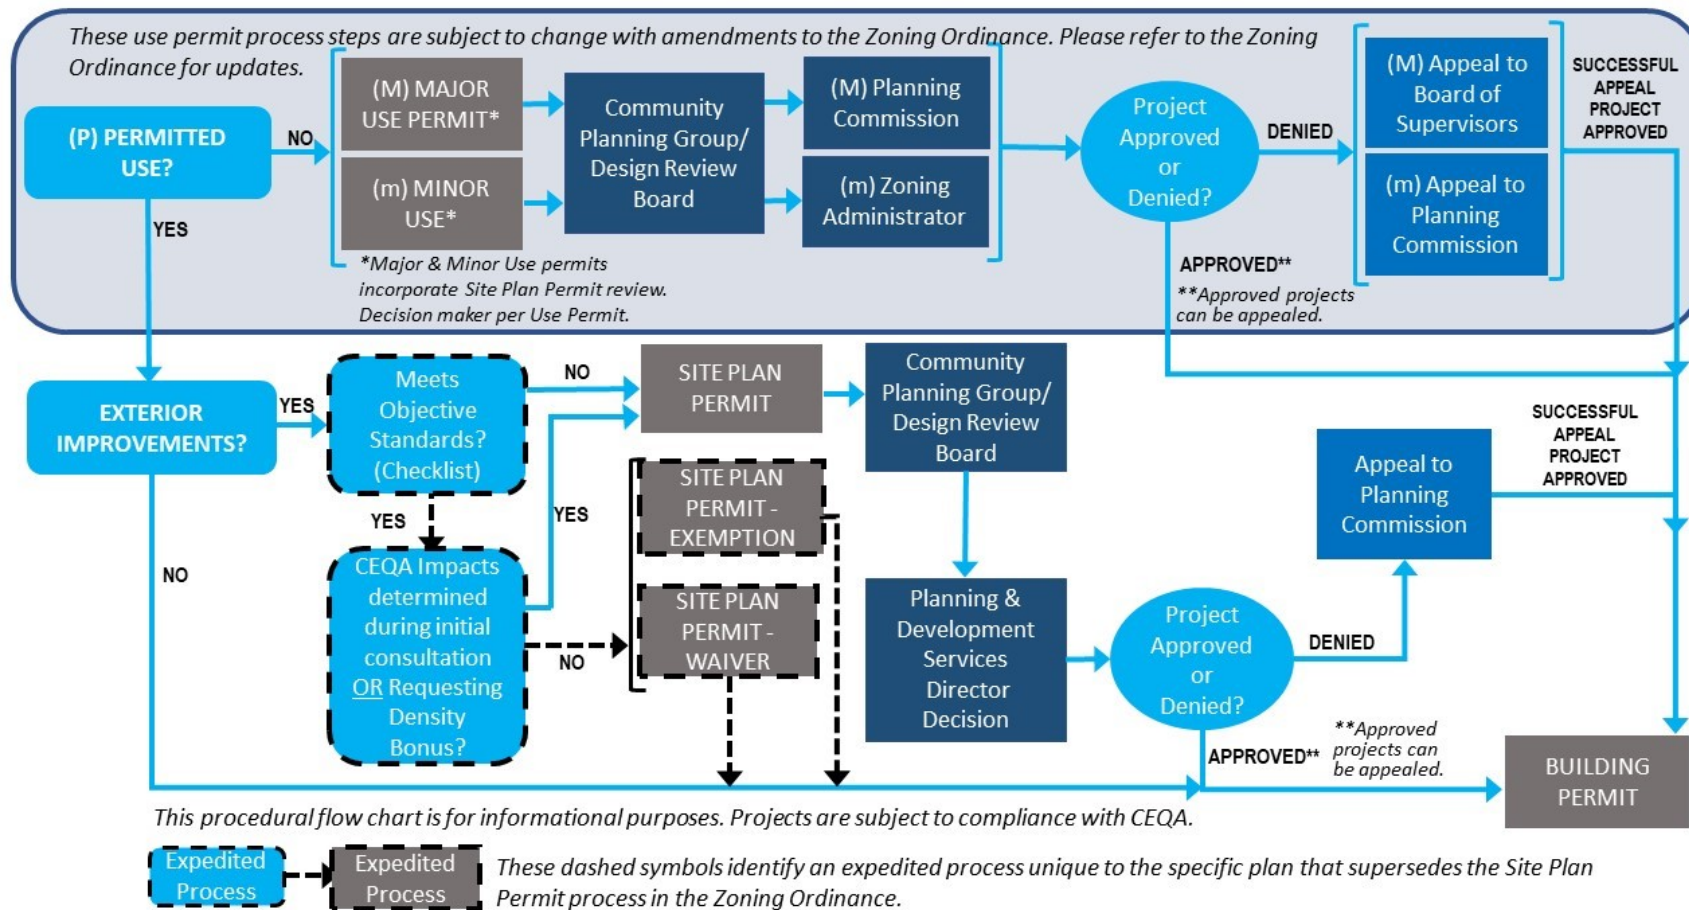 These use permit process steps are subject to change with amendments to the Zoning Ordinance. Please refer to the Zoning
Ordinance for updates.
(P) PERMITTED
USE?
NO
YES
(M) MAJOR
USE PERMIT*
(m) MINOR
USE*
*Major & Minor Use permits
incorporate Site Plan Permit review.
Decision maker per Use Permit.
Community
Planning Group/
Design Review
Board
(M) Planning
Commission
(m) Zoning
Administrator
Project
Approved
or
Denied?
DENIED
APPROVED**
**Approved projects
can be appealed.
(M) Appeal to
Board of
Supervisors
(m) Appeal to
Planning
Commission
SUCCESSFUL
APPEAL
PROJECT
APPROVED
EXTERIOR
IMPROVEMENTS?
YES
NO
Meets
Objective
Standards?
(Checklist)
NO
YES
CEQA Impacts
determined
during initial
consultation
OR Requesting
Density
Bonus?
YES
NO
SITE PLAN
PERMIT
SITE PLAN
PERMIT -
EXEMPTION
SITE PLAN
PERMIT -
WAIVER
Community
Planning Group/
Design Review
Board
Planning &
Development
Services
Director
Decision
Project
Approved
or
Denied?
DENIED
APPROVED**
**Approved
projects can
be appealed.
Appeal to
Planning
Commission
SUCCESSFUL
APPEAL
PROJECT
APPROVED
BUILDING
PERMIT
This procedural flow chart is for informational purposes. Projects are subject to compliance with CEQA.
Expedited
Process
Expedited
Process
These dashed symbols identify an expedited process unique to the specific plan that supersedes the Site Plan
Permit process in the Zoning Ordinance.